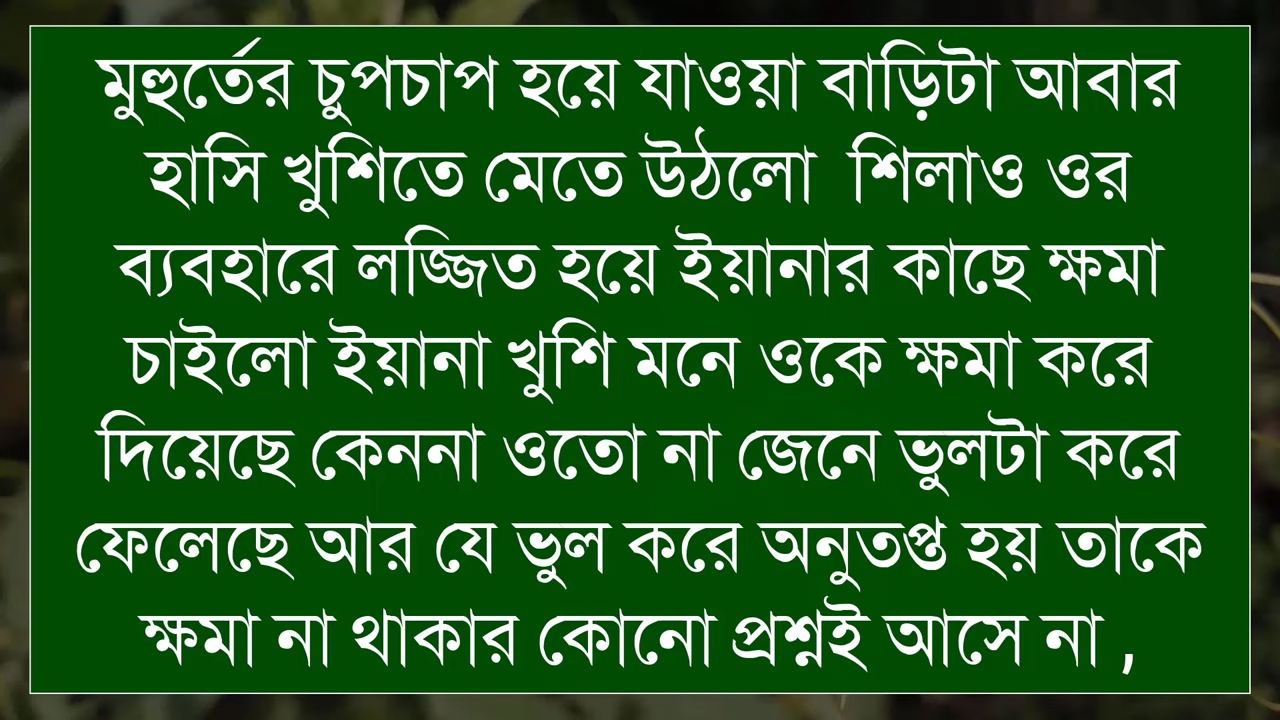 মুহুর্তের চুপচাপ হয়ে যাওয়া বাড়িটা আবার
হাসি খুশিতে মেতে উঠলো  শিলাও ওর
ব্যবহারে লজ্জিত হয়ে ইয়ানার কাছে ক্ষমা
চাইলো ইয়ানা খুশি মনে ওকে ক্ষমা করে
দিয়েছে কেননা ওতো না জেনে ভুলটা করে
ফেলেছে আর যে ভুল করে অনুতপ্ত হয় তাকে
ক্ষমা না থাকার কোনো প্রশ্নই আসে না ,